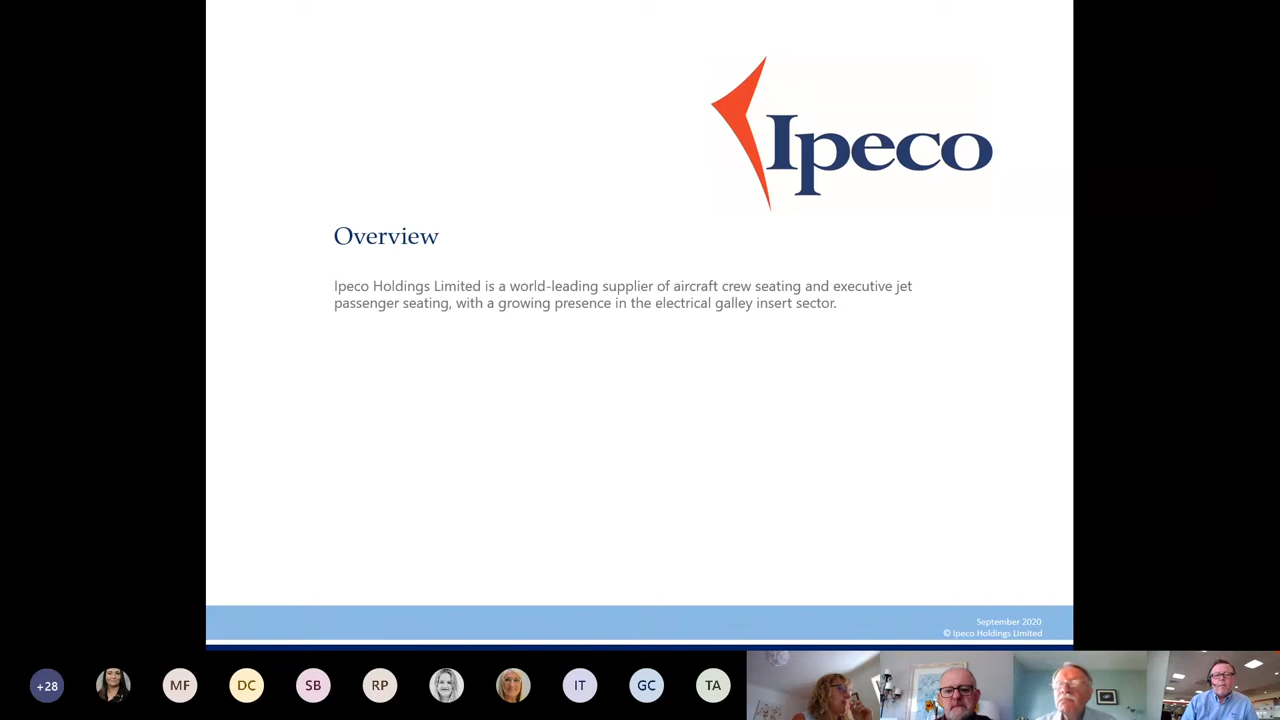 Ipeco
Overview
Ipeco Holdings Limited is a world-leading supplier of aircraft crew seating and executive jet
passenger seating, with a growing presence in the electrical galley insert sector.
September 2020
© Ipeco Holdings Limited
+28
MF
DC
SB
RP
IT
GC
TA